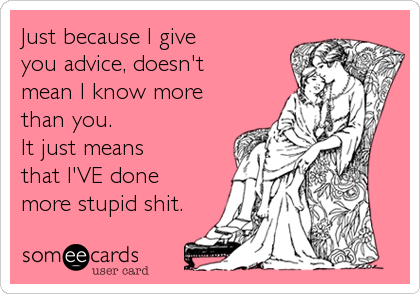 Just because I give
you advice, doesn't
mean I know more
than you.
It just means
that I'VE done
more stupid shit.
someecards
user card